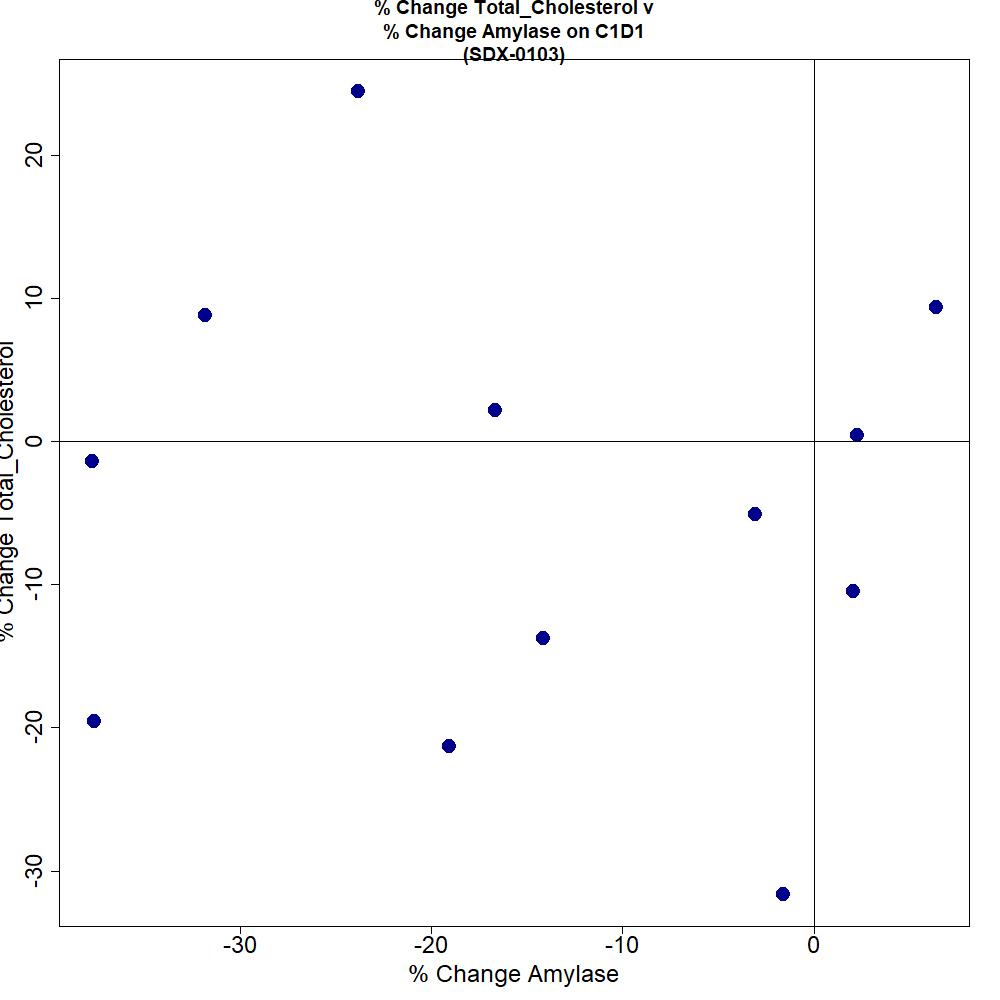 % Change Total_Cholesterol v
% Change Amylase on C1D1
(SDX-0103)
% Change Total_Cholesterol
20
10
0
-10
-20
-30
-30
-20
-10
0
% Change Amylase